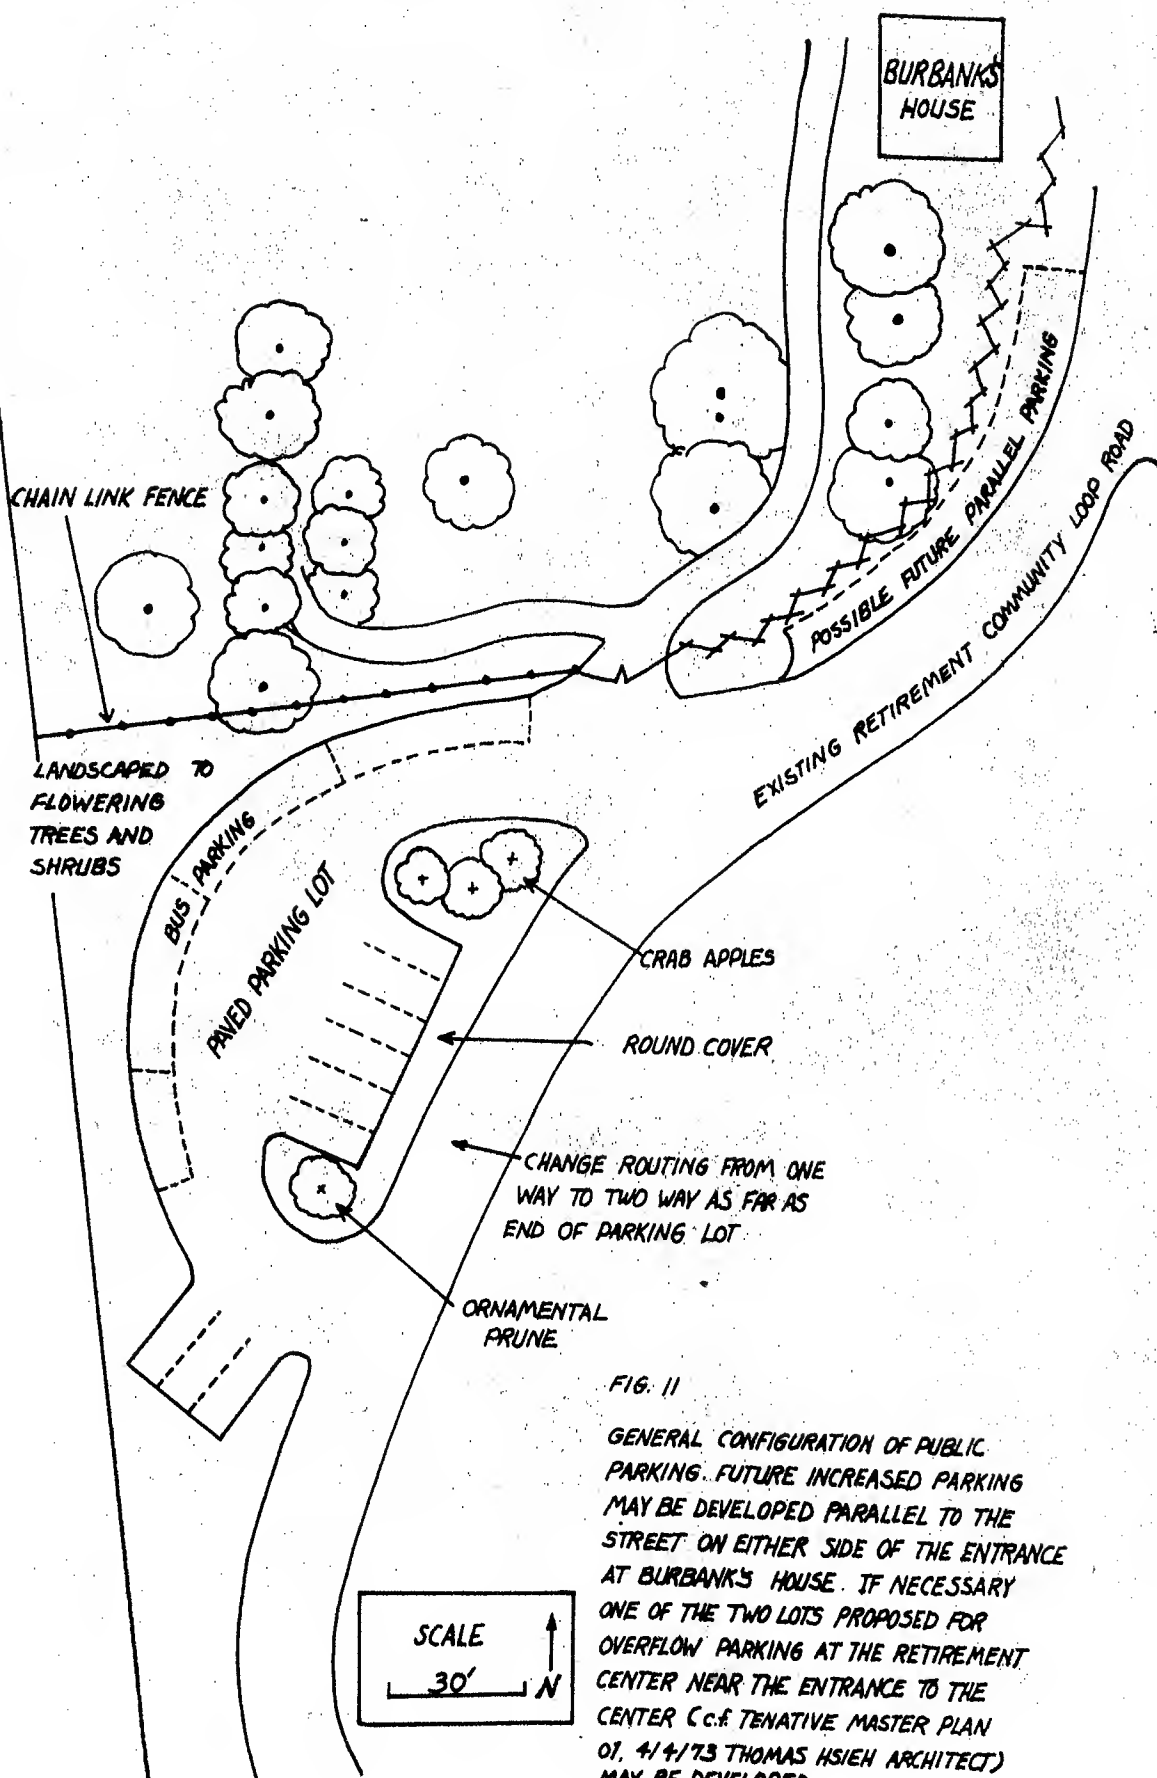 BURBANKS
HOUSE
CHAIN LINK FENCE
POSSIBLE FUTURE PARALLEL PARKING
EXISTING RETIREMENT COMMUNITY LOOP ROAD
LANDSCAPED TO
FLOWERING
TREES AND
SHRUBS
BUS PARKING
PAVED PARKING LOT
CRAB APPLES
ROUND COVER
CHANGE ROUTING FROM ONE
WAY TO TWO WAY AS FAR AS
END OF PARKING LOT
ORNAMENTAL
PRUNE
FIG. 11
GENERAL CONFIGURATION OF PUBLIC
PARKING. FUTURE INCREASED PARKING
MAY BE DEVELOPED PARALLEL TO THE
STREET ON EITHER SIDE OF THE ENTRANCE
AT BURBANK'S HOUSE. IF NECESSARY
ONE OF THE TWO LOTS PROPOSED FOR
OVERFLOW PARKING AT THE RETIREMENT
CENTER NEAR THE ENTRANCE TO THE
CENTER (c.f. TENATIVE MASTER PLAN
07, 4/4/73 THOMAS HSIEH ARCHITECT)
MAY BE DEVELOPED
SCALE
30'
N